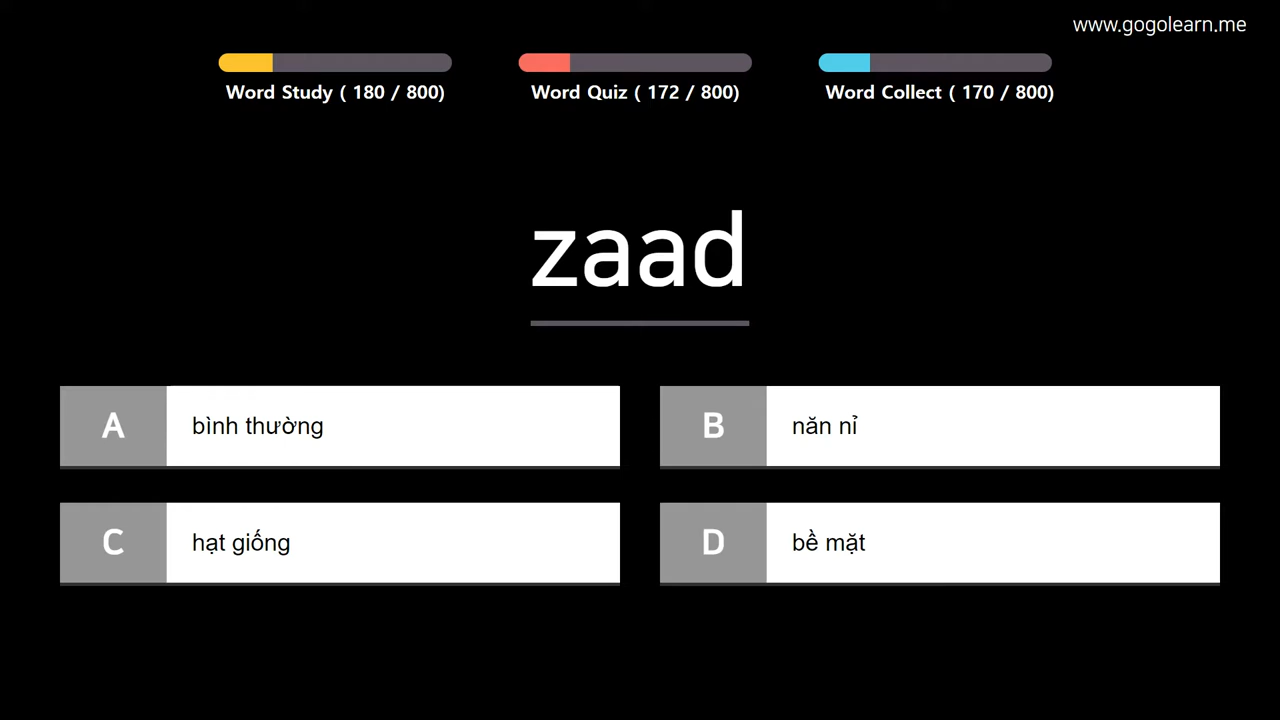 www.gogolearn.me
Word Study ( 180 / 800)
Word Quiz ( 172 / 800)
Word Collect ( 170 / 800)
zaad
A bình thường
B năn nỉ
C hạt giống
D bề mặt